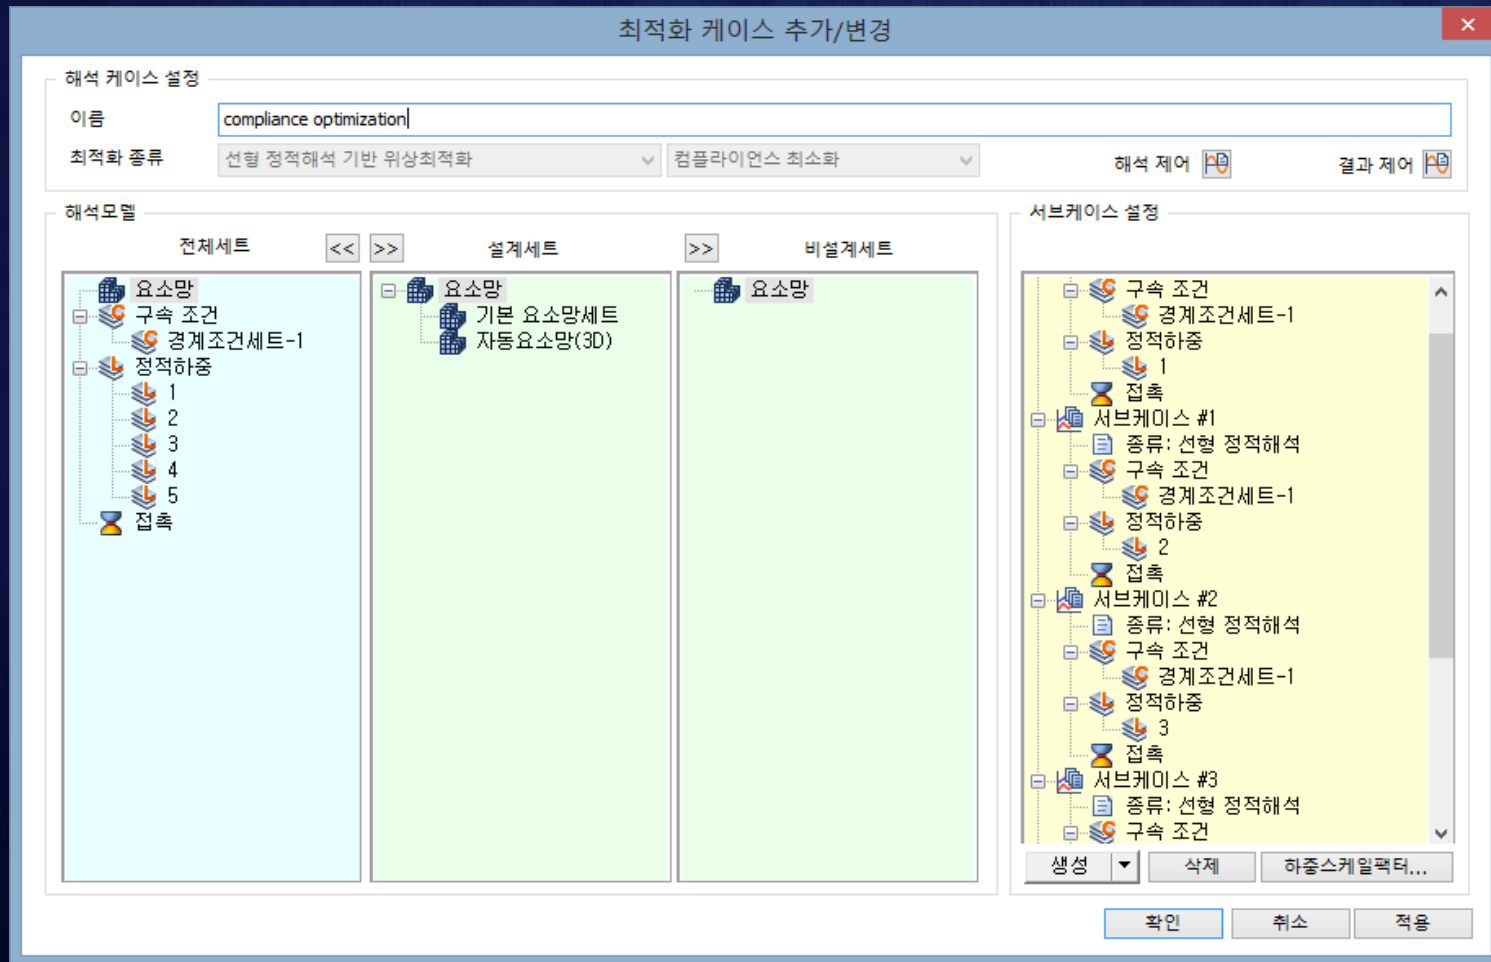 최적화 케이스 추가/변경
해석 케이스 설정
이름
compliance optimization
최적화 종류
선형 정적해석 기반 위상최적화
컴플라이언스 최소화
해석 제어
결과 제어
해석모델
전체세트
<<
>>
설계세트
>>
비설계세트
요소망
구속 조건
경계조건세트-1
정적하중
1
2
3
4
5
접촉
요소망
기본 요소망세트
자동요소망(3D)
요소망
서브케이스 설정
구속 조건
경계조건세트-1
정적하중
1
접촉
서브케이스 #1
종류: 선형 정적해석
구속 조건
경계조건세트-1
정적하중
2
접촉
서브케이스 #2
종류: 선형 정적해석
구속 조건
경계조건세트-1
정적하중
3
접촉
서브케이스 #3
종류: 선형 정적해석
구속 조건
생성
삭제
하중스케일팩터...
확인
취소
적용